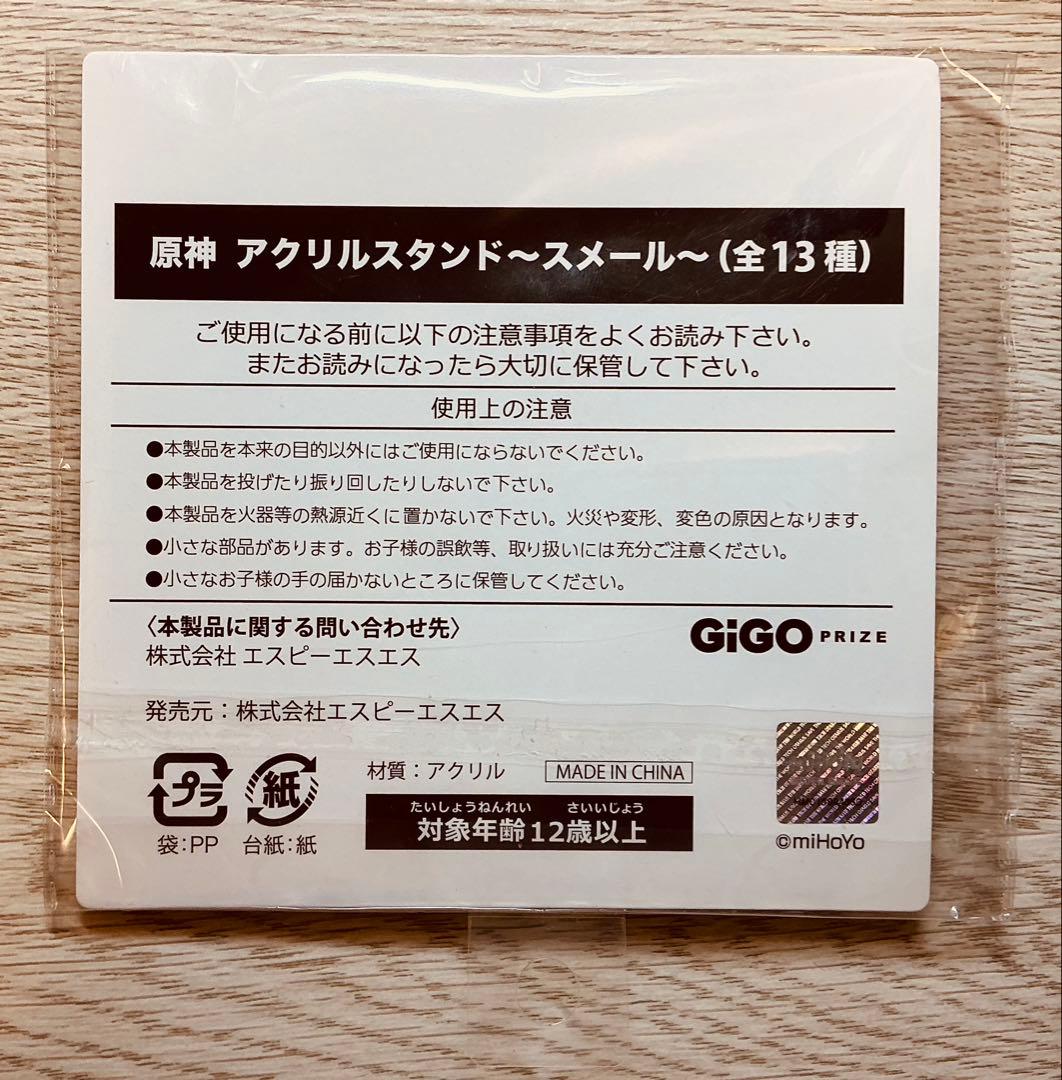 原神 アクリルスタンド～スメール～（全13種）
ご使用になる前に以下の注意事項をよくお読み下さい。
またお読みになったら大切に保管して下さい。
使用上の注意
●本製品を本来の目的以外にはご使用にならないでください。
●本製品を投げたり振り回したりしないで下さい。
●本製品を火器等の熱源近くに置かないで下さい。火災や変形、変色の原因となります。
●小さな部品があります。お子様の誤飲等、取り扱いには充分ご注意ください。
●小さなお子様の手の届かないところに保管してください。
〈本製品に関する問い合わせ先〉
株式会社 エスピーエスエス
GiGO PRIZE
発売元：株式会社エスピーエスエス
プラ
紙
袋：PP
台紙：紙
材質：アクリル
MADE IN CHINA
たいしょうねんれい さいいじょう
対象年齢12歳以上
©miHoYo